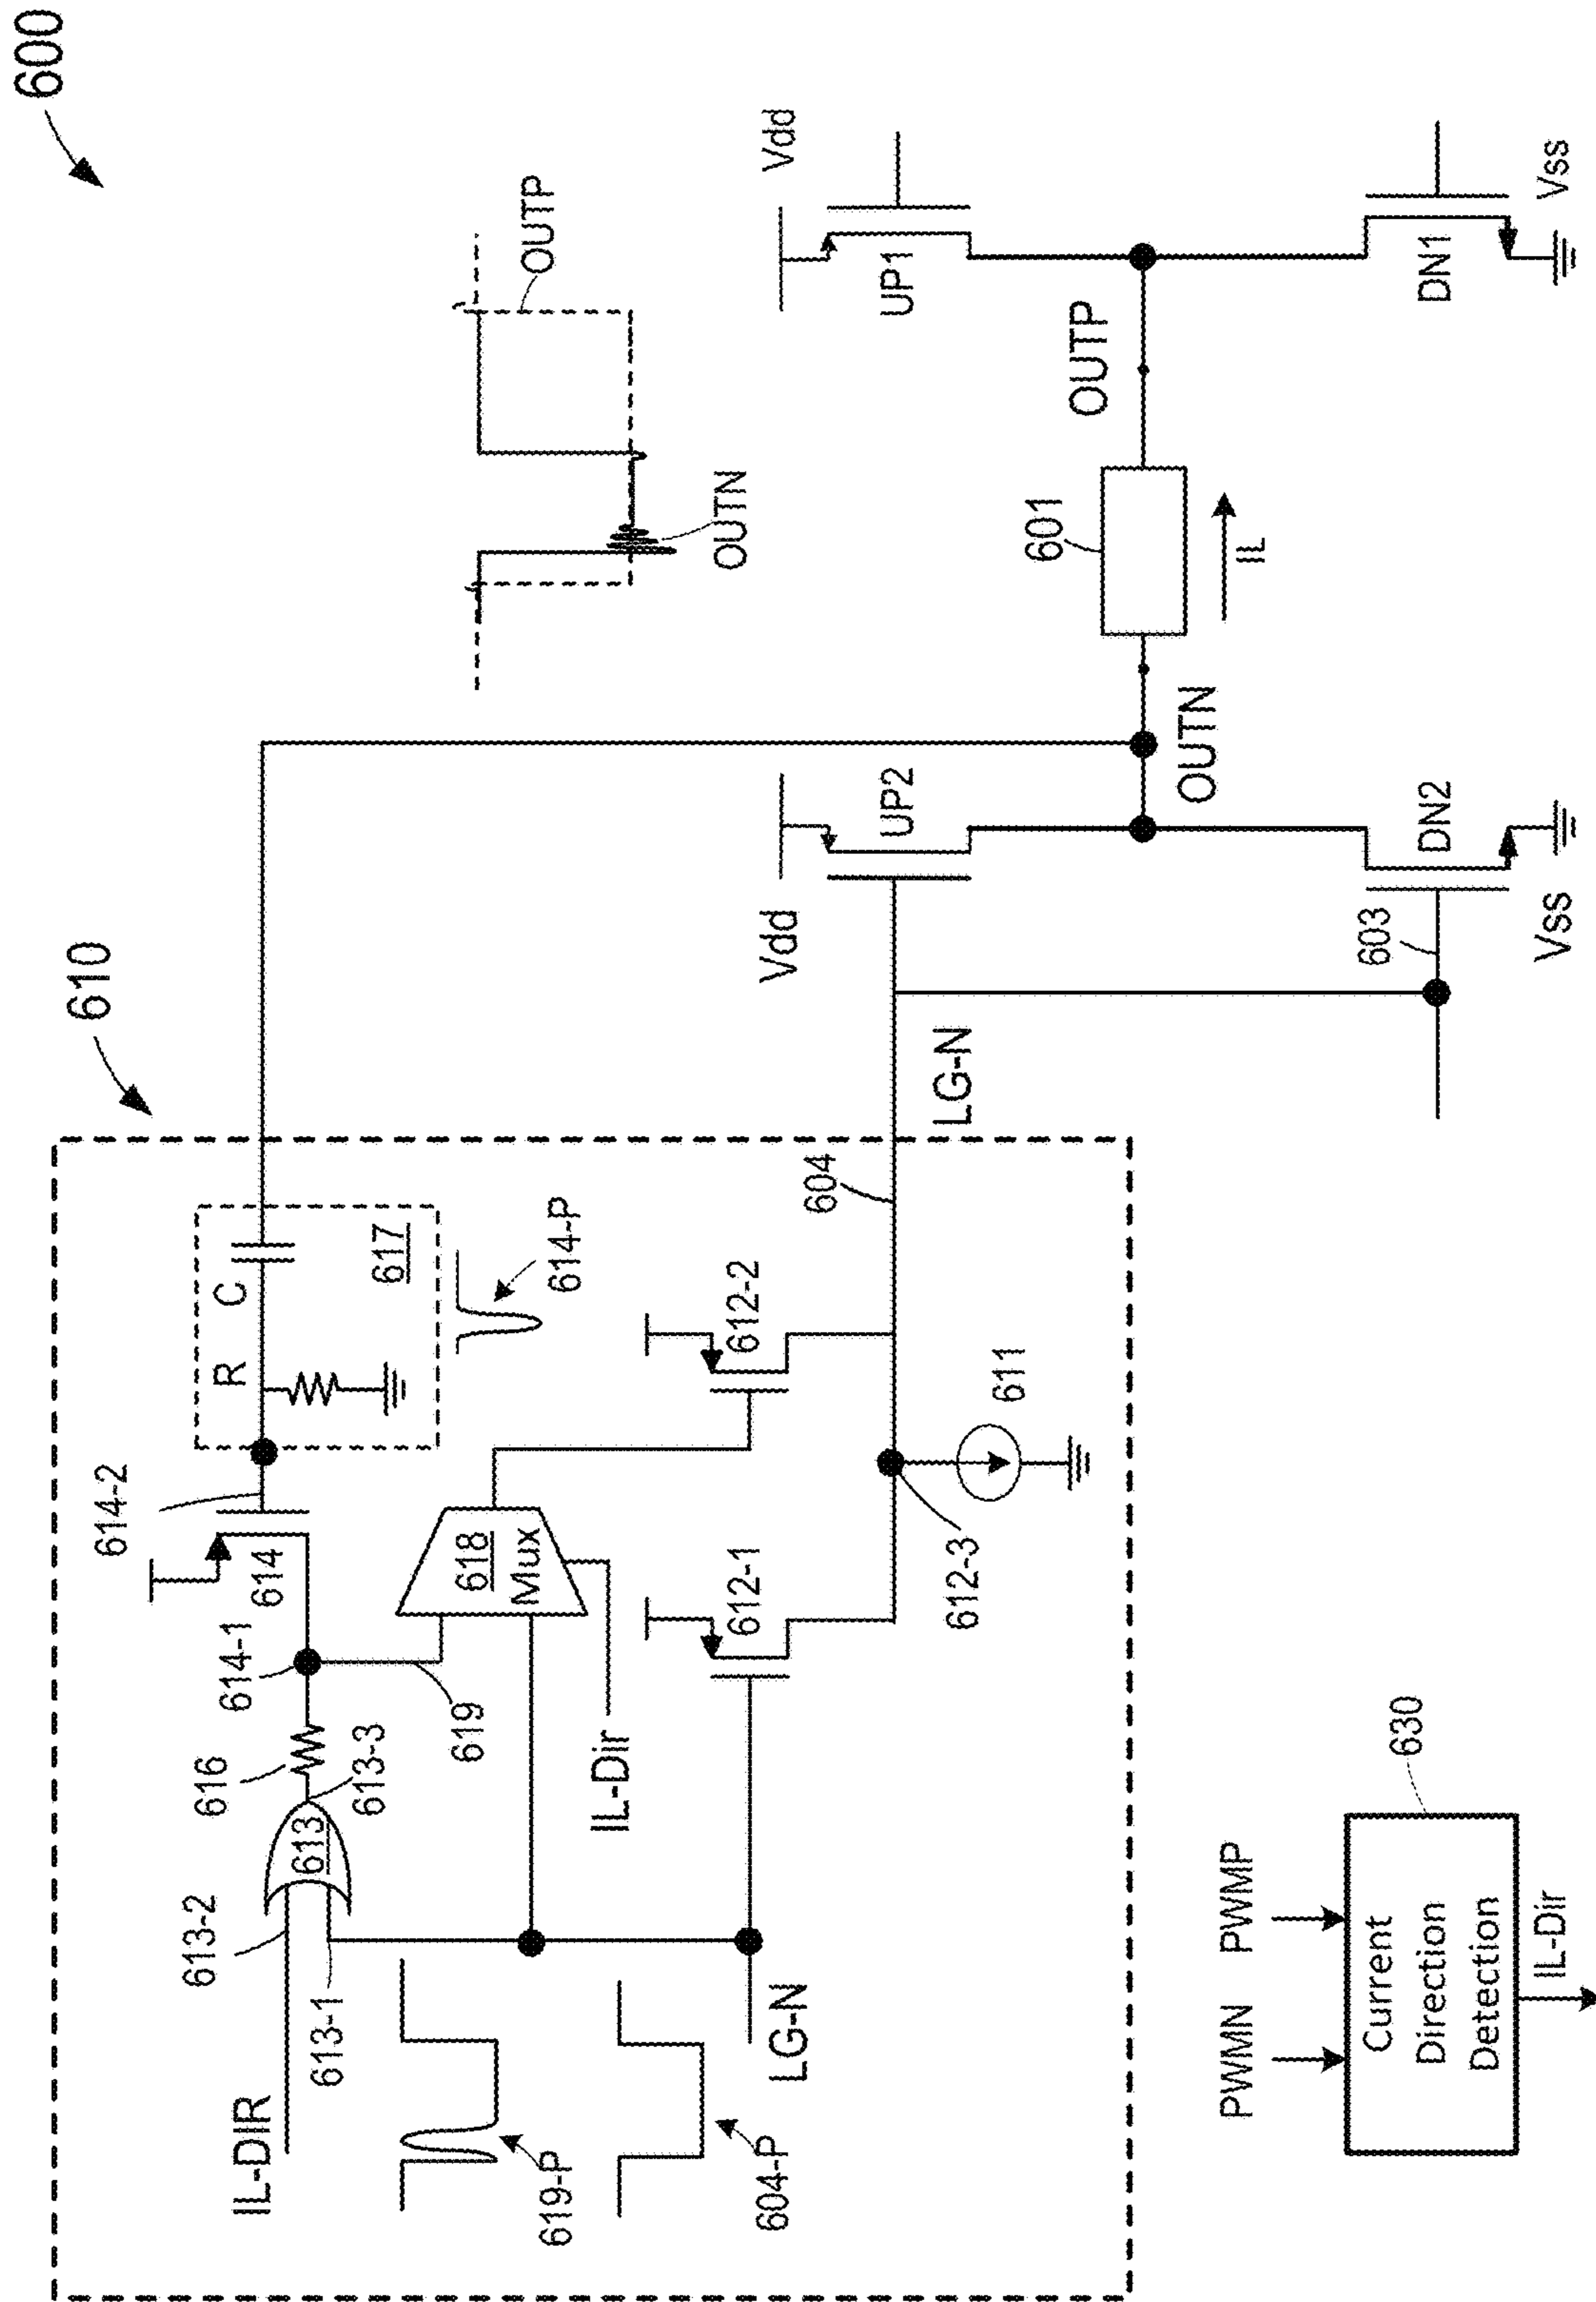 600
610
IL-DIR
613-2
613-1
613
613-3
616
614-1
614
614-2
R
C
617
614-P
619
618
Mux
IL-Dir
619-P
604-P
LG-N
612-1
612-2
612-3
611
604
LG-N
OUTP
OUTN
Vdd
UP2
OUTN
603
DN2
Vss
601
IL
OUTP
Vdd
UP1
DN1
Vss
PWMN
PWMP
630
Current
Direction
Detection
IL-Dir